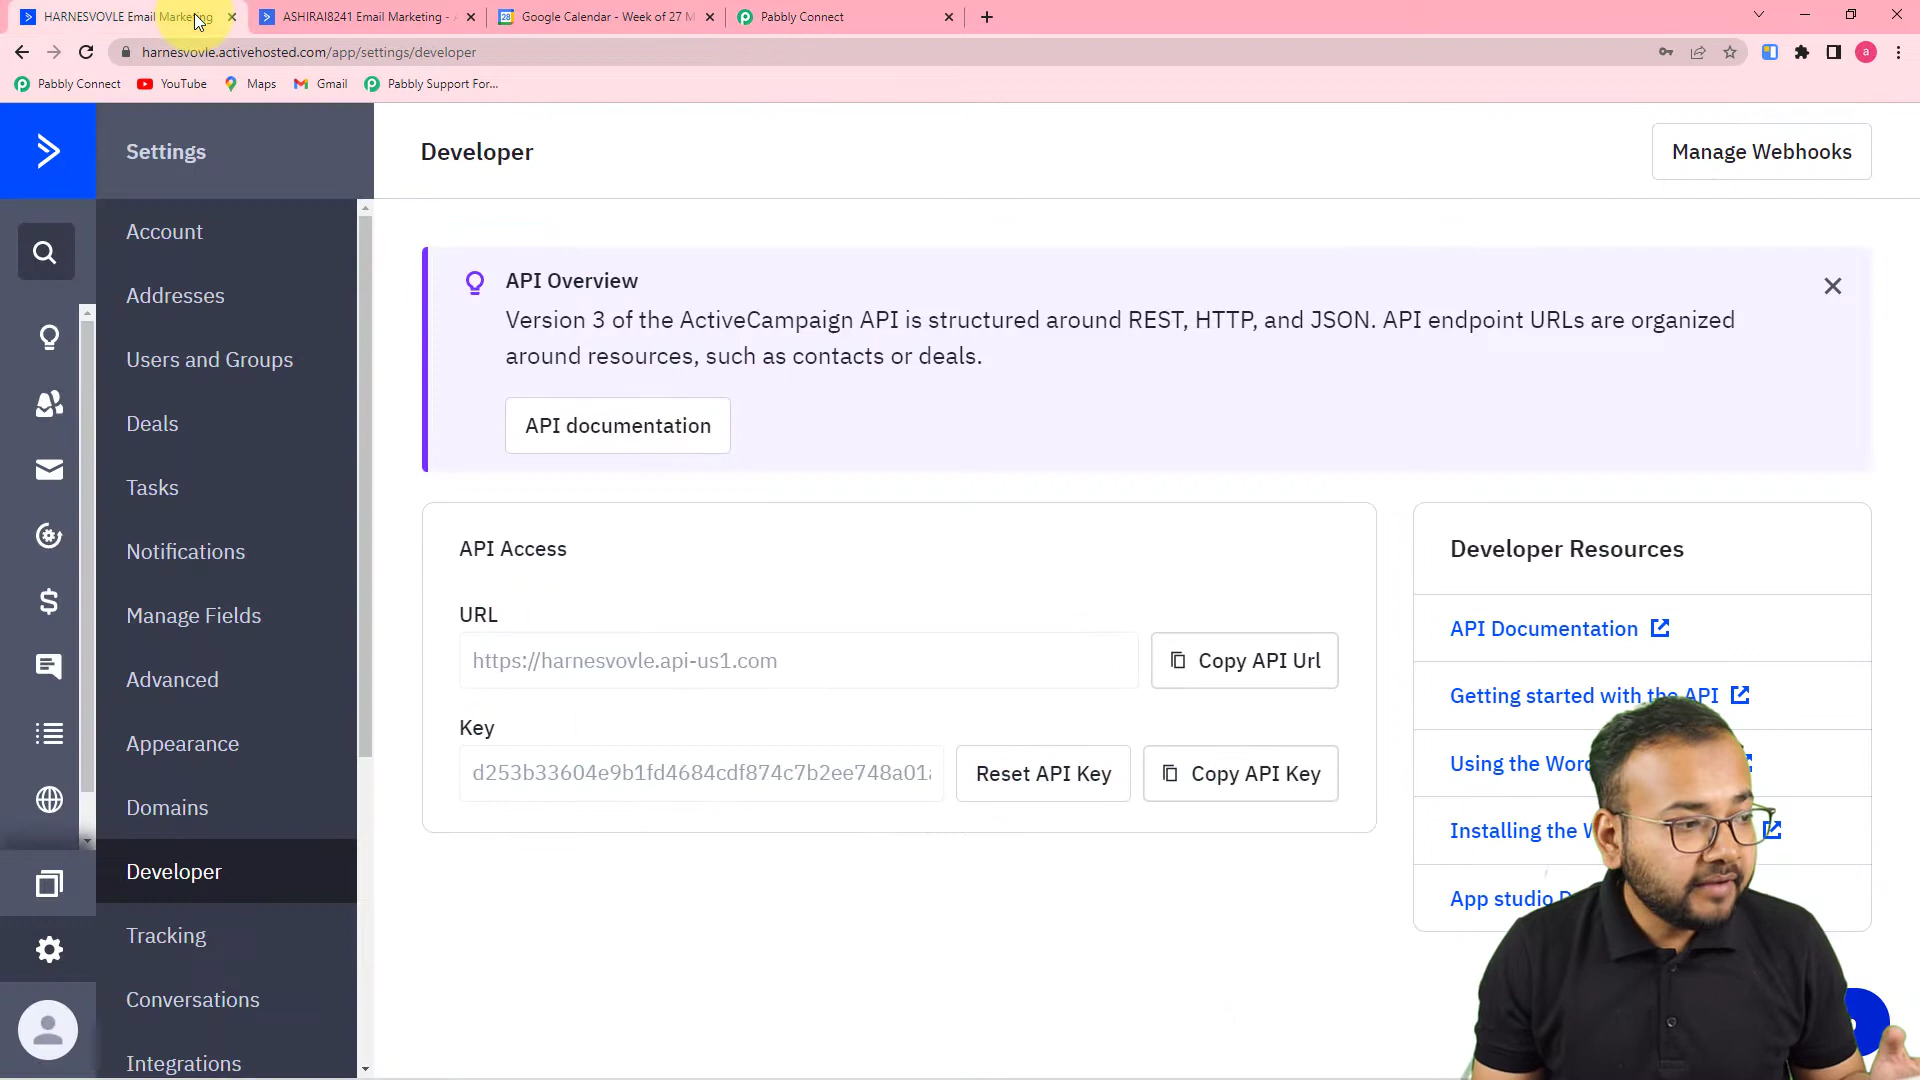 HARNESVOVLE Email Marketing
ASHIRAI8241 Email Marketing -
Google Calendar - Week of 27 M
Pabbly Connect
harnesvovle.activehosted.com/app/settings/developer
a
Pabbly Connect
YouTube
Maps
Gmail
Pabbly Support For...
Settings
Developer
Manage Webhooks
Account
Addresses
Users and Groups
Deals
Tasks
Notifications
Manage Fields
Advanced
Appearance
Domains
Developer
Tracking
Conversations
Integrations
API Overview
Version 3 of the ActiveCampaign API is structured around REST, HTTP, and JSON. API endpoint URLs are organized
around resources, such as contacts or deals.
API documentation
API Access
URL
https://harnesvovle.api-us1.com
Copy API Url
Key
d253b33604e9b1fd4684cdf874c7b2ee748a01a
Reset API Key
Copy API Key
Developer Resources
API Documentation
Getting started with the API
Using the
Installing the
App studio